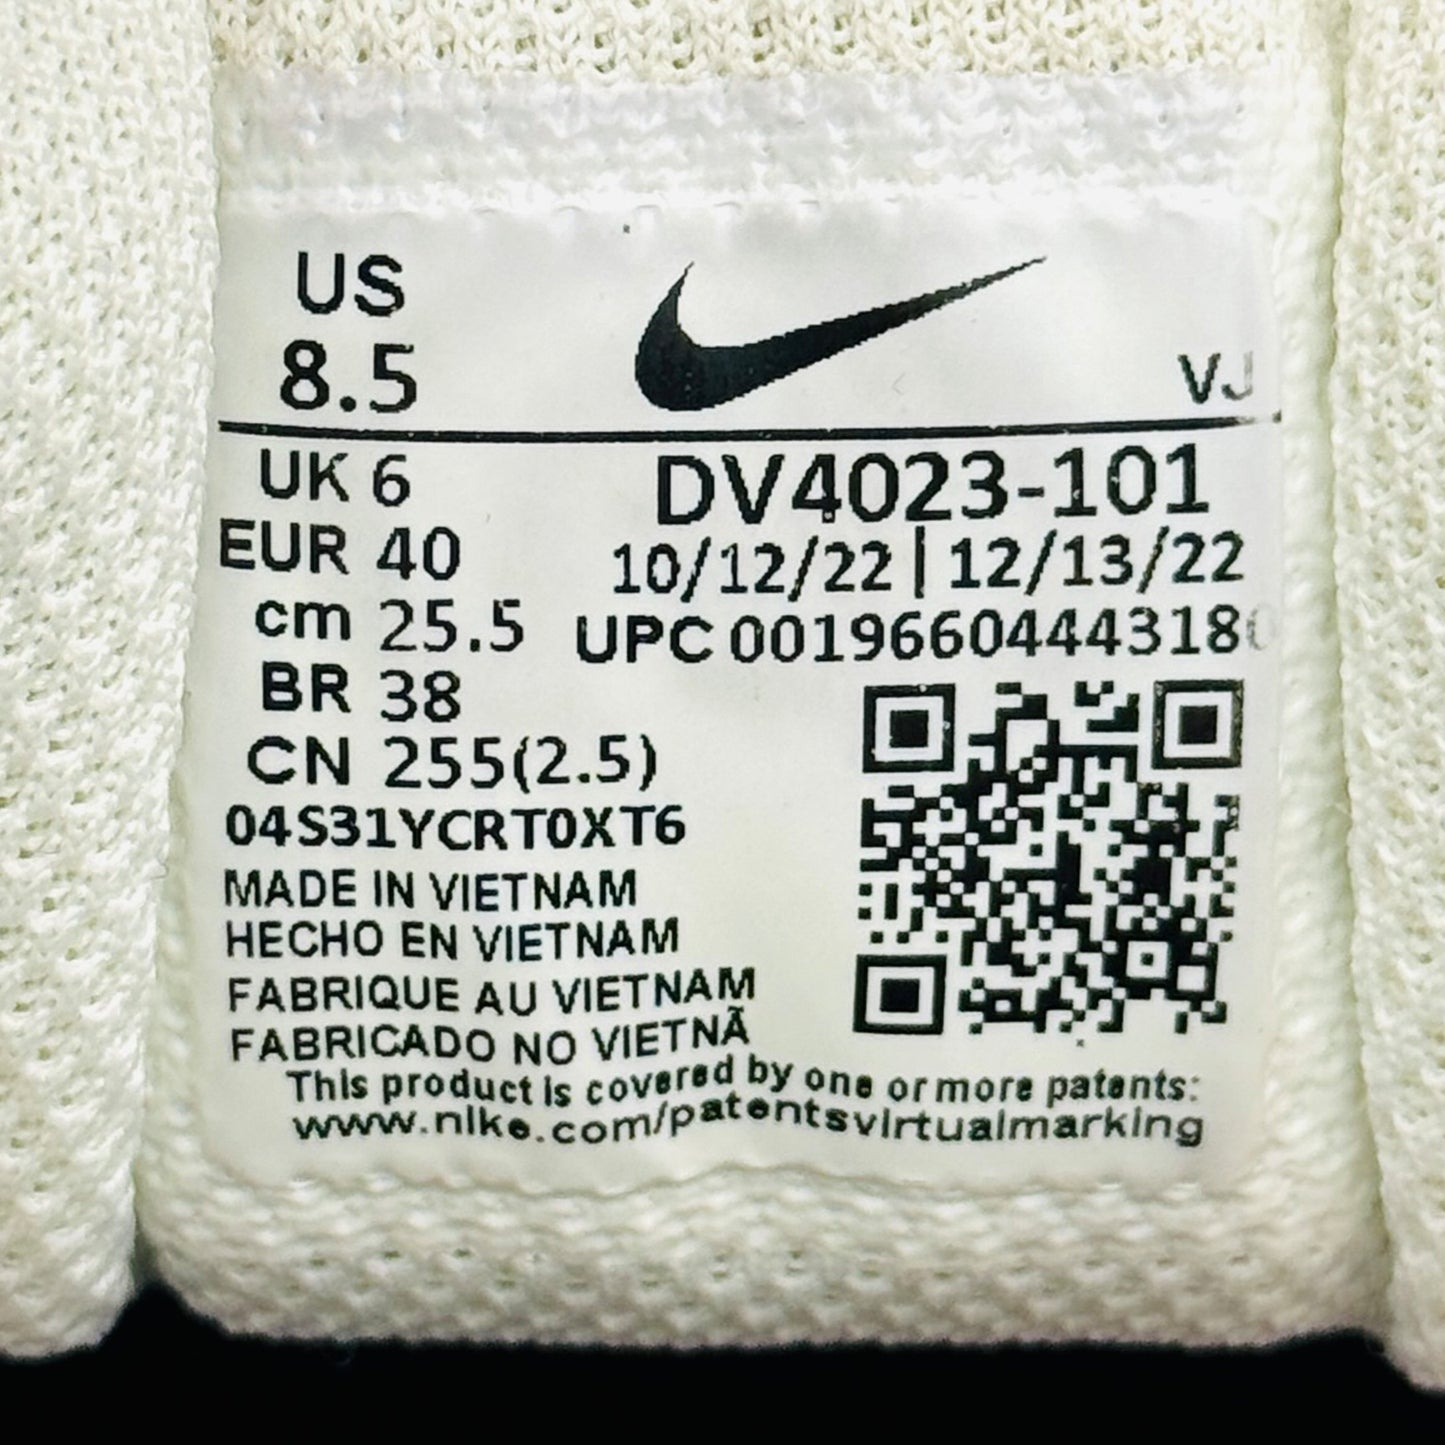 US
8.5
VJ
UK 6
DV4023-101
EUR 40
10/12/22 | 12/13/22
cm 25.5
UPC 00196604443180
BR 38
CN 255(2.5)
04S31YCRT0XT6
MADE IN VIETNAM
HECHO EN VIETNAM
FABRIQUE AU VIETNAM
FABRICADO NO VIETNÃ
This product is covered by one or more patents:
www.nike.com/patentsvirtualmarking